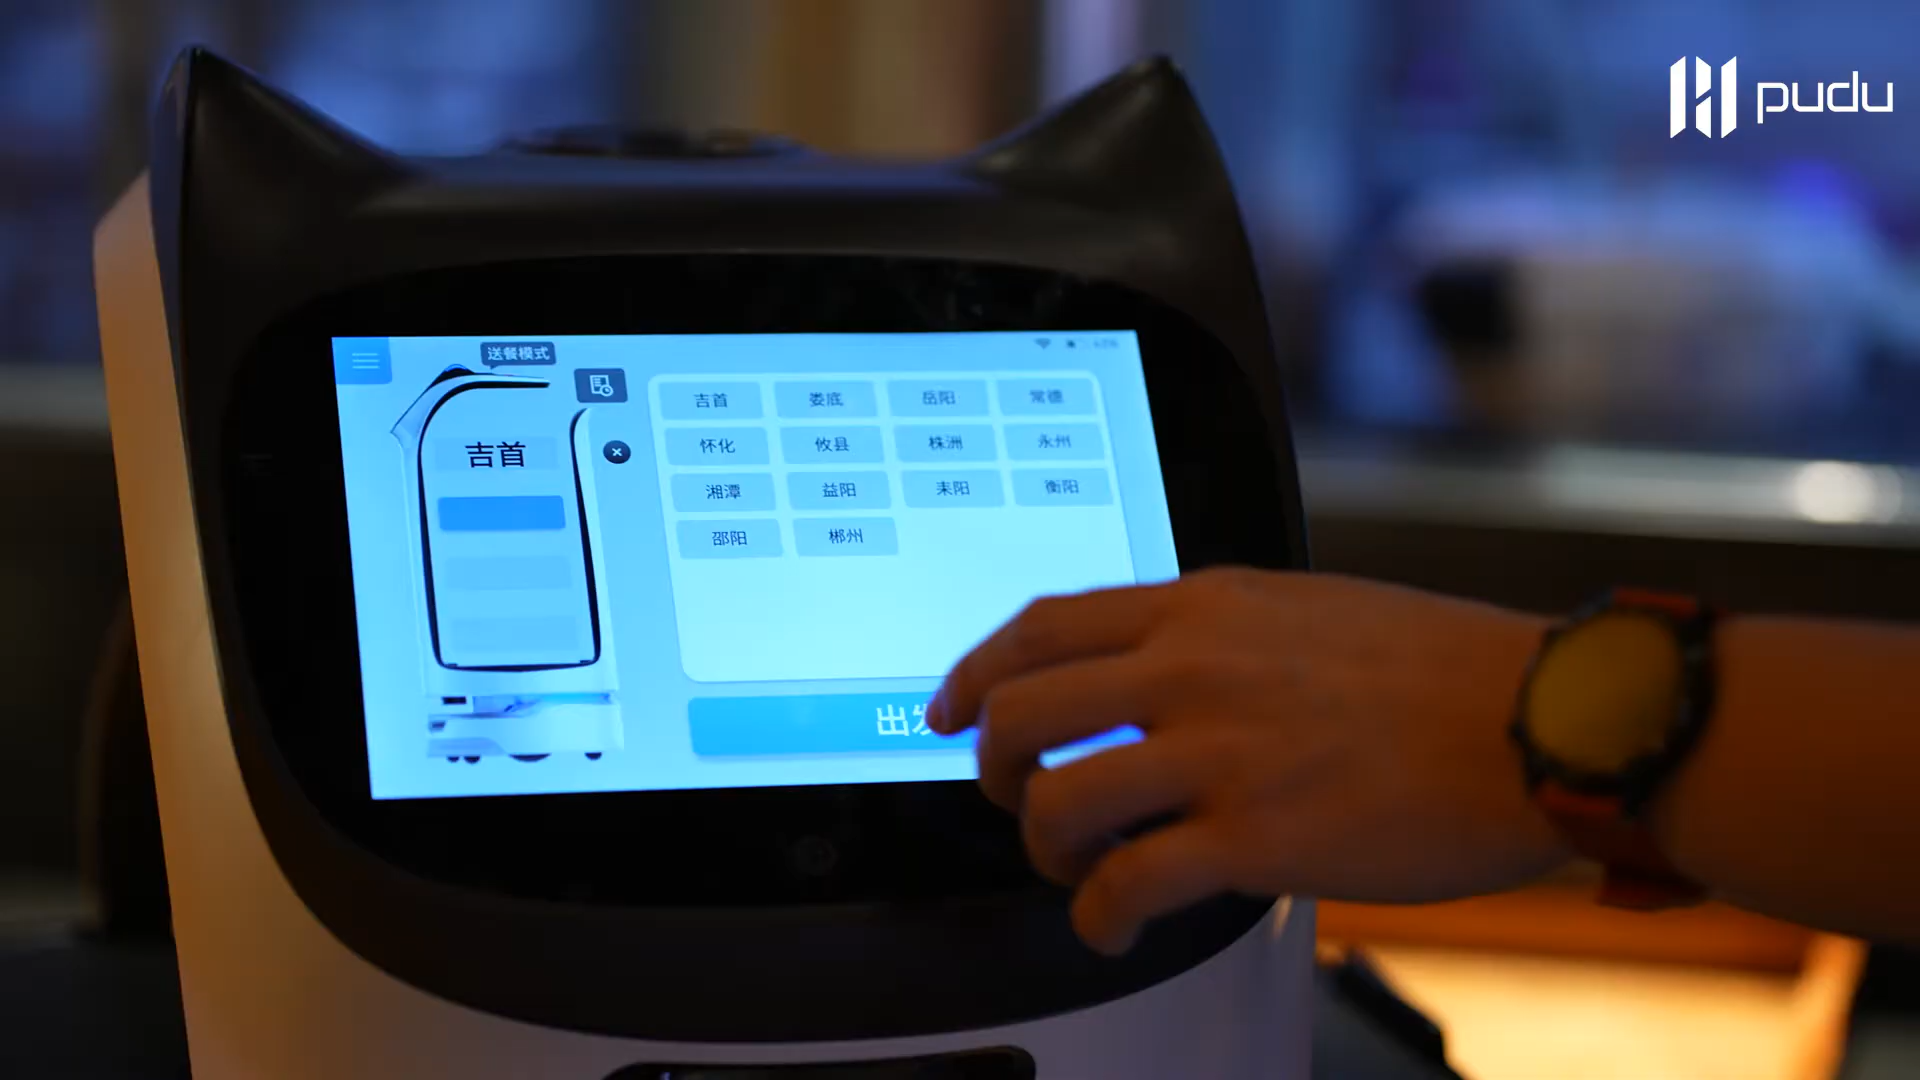 pudu
送餐模式
吉首
吉首 娄底 岳阳 常德
怀化 攸县 株洲 永州
湘潭 益阳 耒阳 衡阳
邵阳 郴州
出发